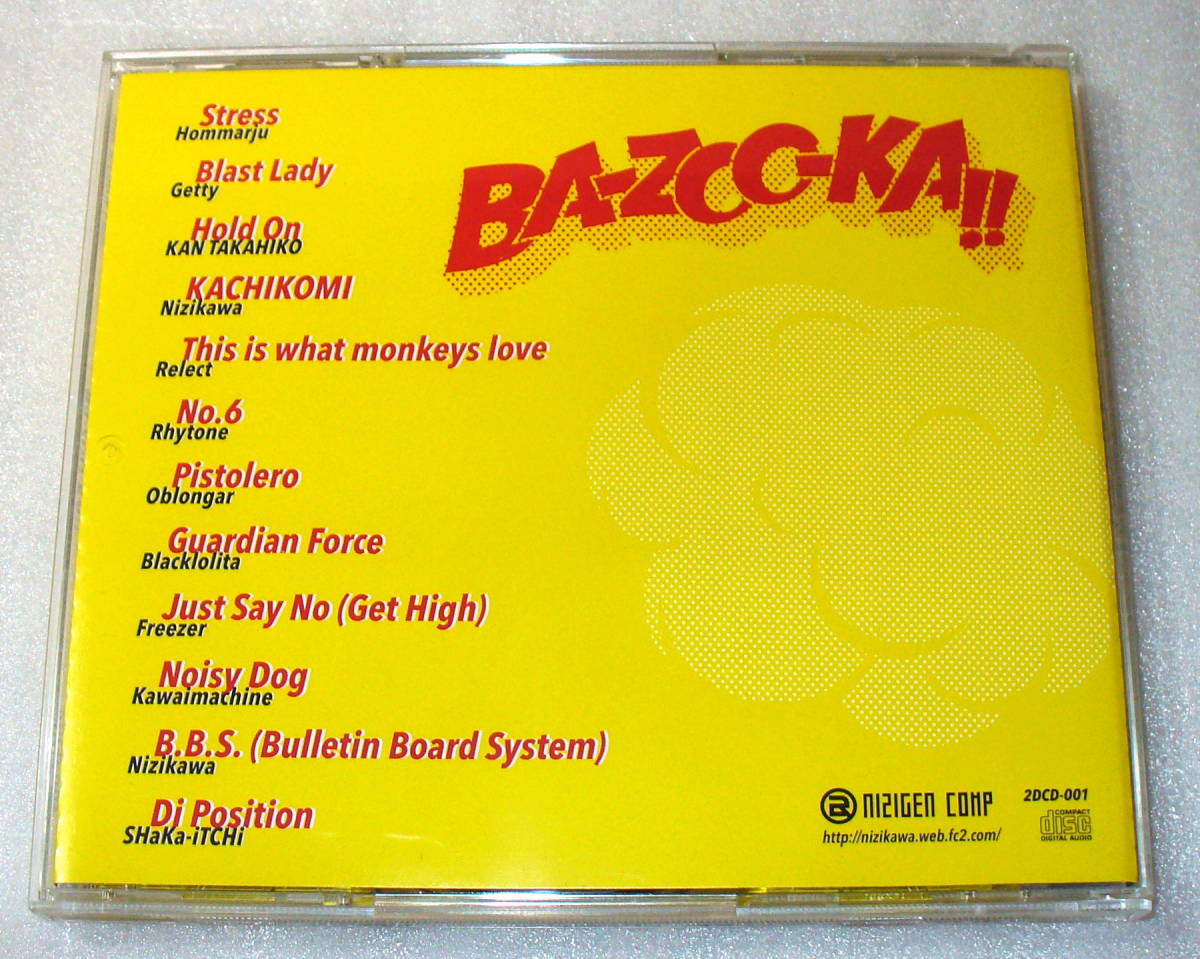 Stress
Hommarju
Blast Lady
Getty
Hold On
KAN TAKAHIKO
KACHIKOMI
Nizikawa
This is what monkeys love
Relect
No.6
Rhytone
Pistolero
Oblongar
Guardian Force
Blacklolita
Just Say No (Get High)
Freezer
Noisy Dog
Kawaimachine
B.B.S. (Bulletin Board System)
Nizikawa
Dj Position
SHaKa-iTCHi
BA-ZOO-KA!!
NIZIGEN COMP
http://nizikawa.web.fc2.com/
2DCD-001
COMPACT
disc
DIGITAL AUDIO